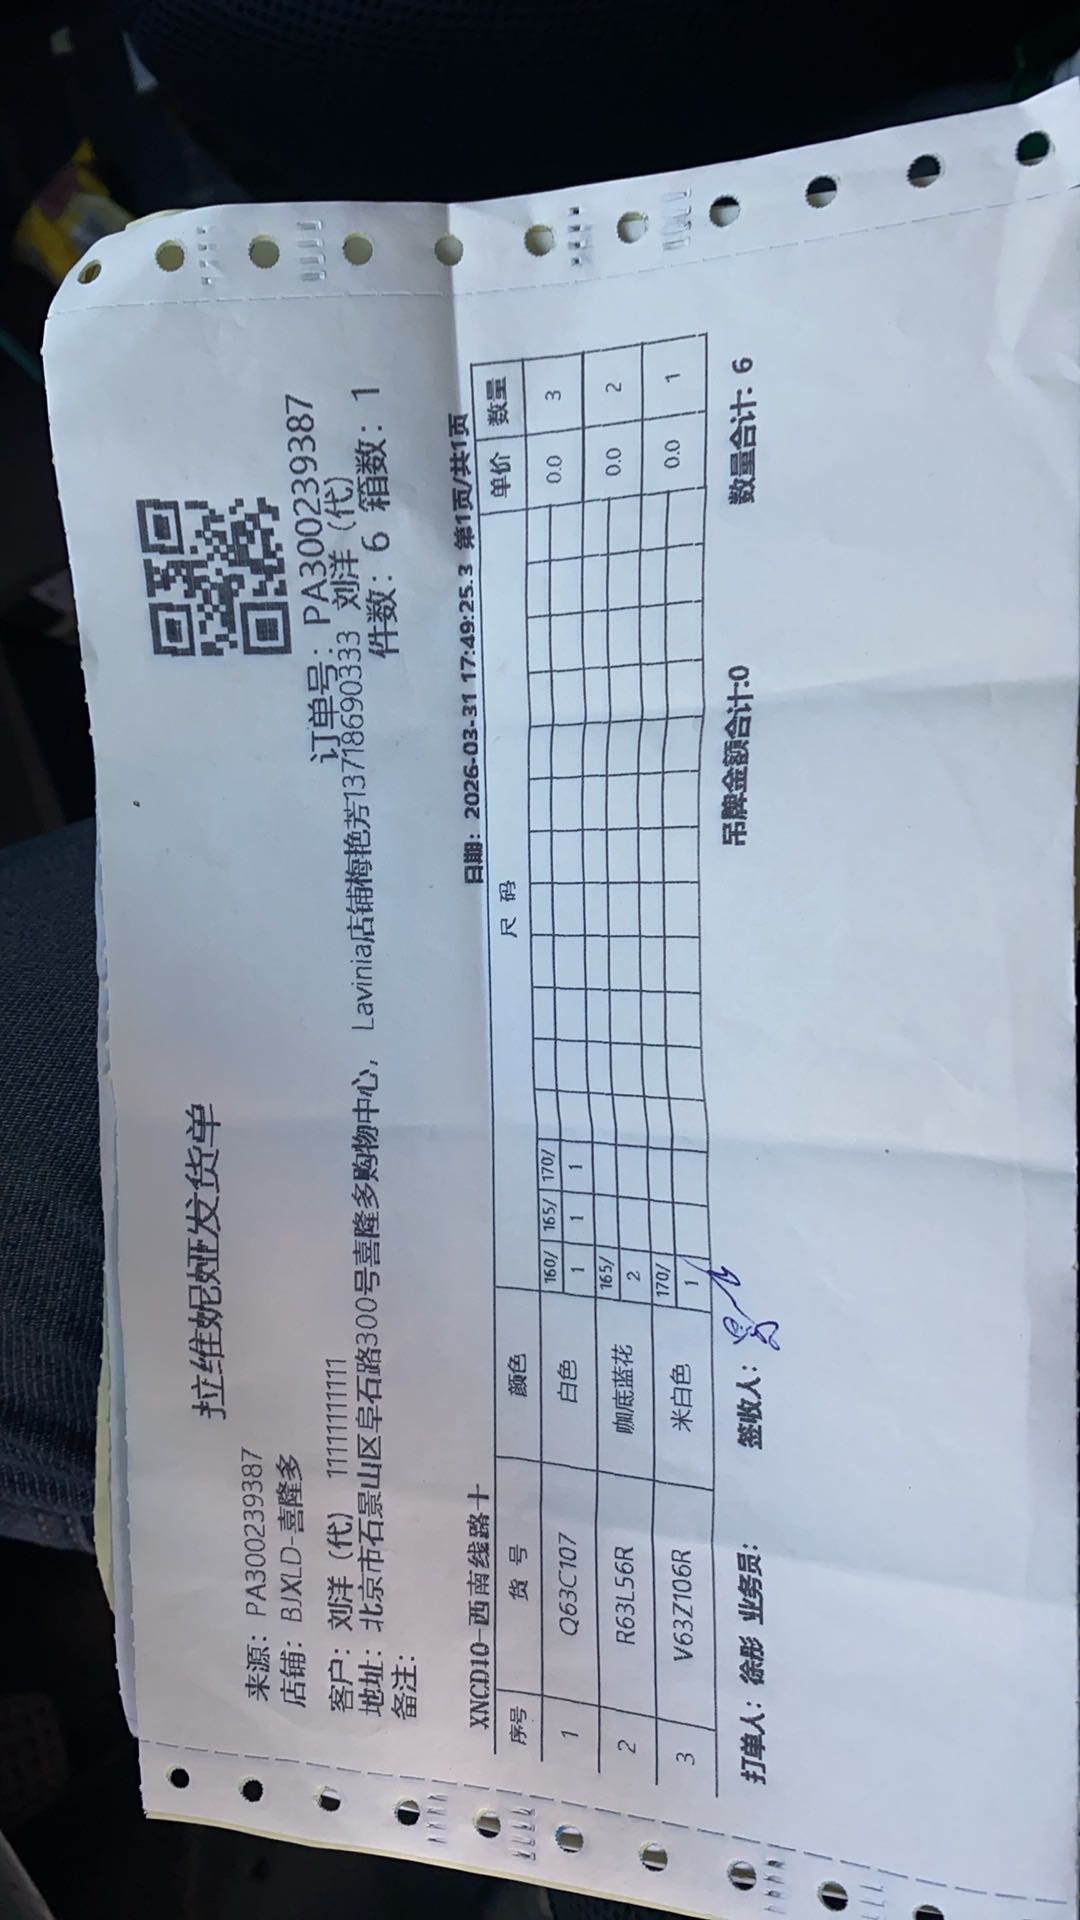 拉维妮娅发货单
来源：PA300239387
店铺：BJXLD-喜隆多
订单号：PA300239387
客户：刘洋（代） 11111111111
地址：北京市石景山区阜石路300号喜隆多购物中心， Lavinia店铺梅艳芳13718690333 刘洋（代）
备注：
件数：6 箱数：1
XNCD10-西南线路十
日期：2026-03-31 17:49:25.3 第1页/共1页
序号 货 号 颜色 尺 码 单价 数量
160/ 165/ 170/
1 Q63C107 白色 1 1 1 0.0 3
165/
2 R63L56R 咖底蓝花 2 0.0 2
170/
3 V63Z106R 米白色 1 0.0 1
打单人：徐彤 业务员： 签收人： 吊牌金额合计:0 数量合计：6